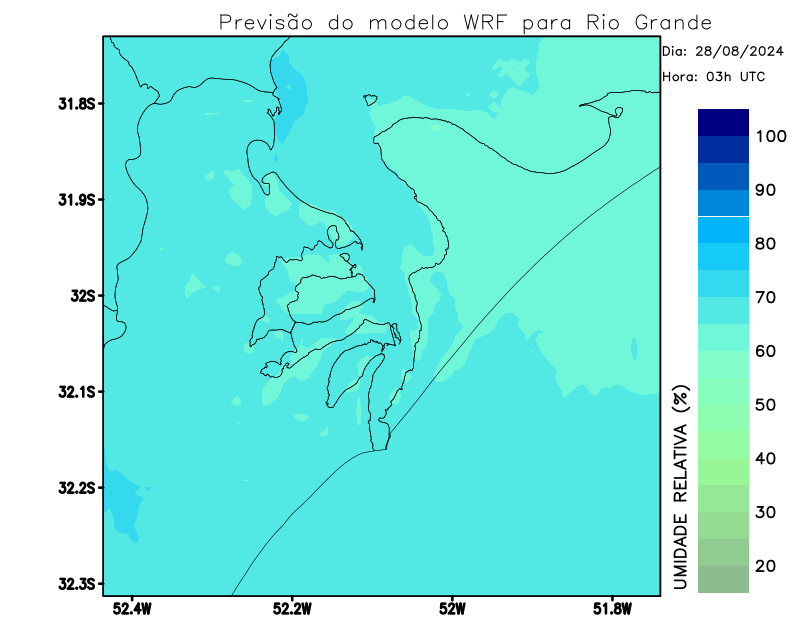 Previsão do modelo WRF para Rio Grande
Dia: 28/08/2024
Hora: 03h UTC
31.8S
31.9S
32S
32.1S
32.2S
32.3S
52.4W
52.2W
52W
51.8W
100
90
80
70
60
50
40
30
20
UMIDADE RELATIVA (%)